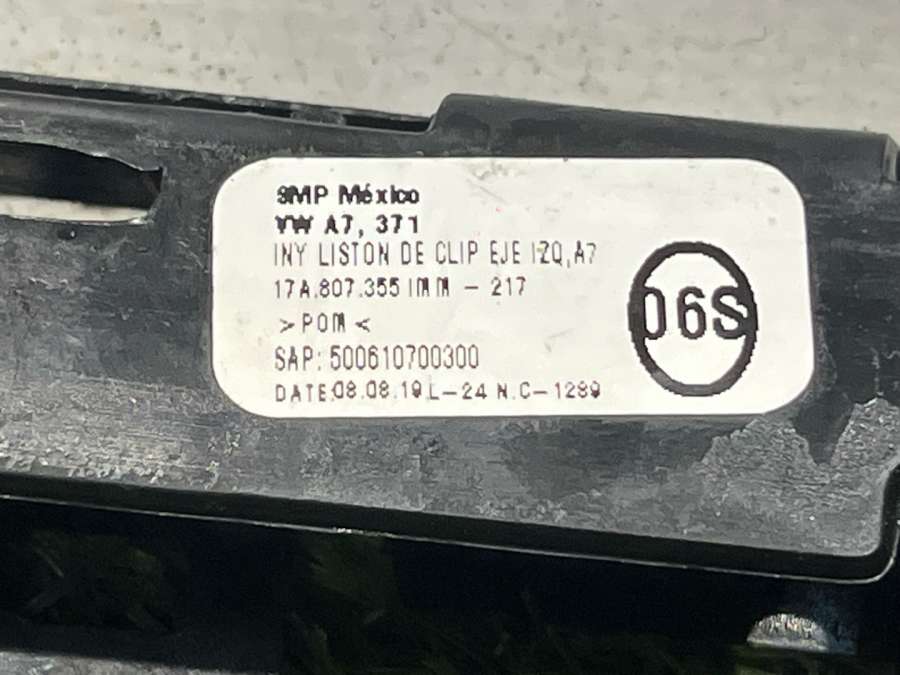 SMP México
VW A7, 371
INY LISTON DE CLIP EJE IZQ, A7
17A.807.355 IMM - 217
>POM<
SAP: 500610700300
DATE:08.08.19 L-24 N.C-1289
06S